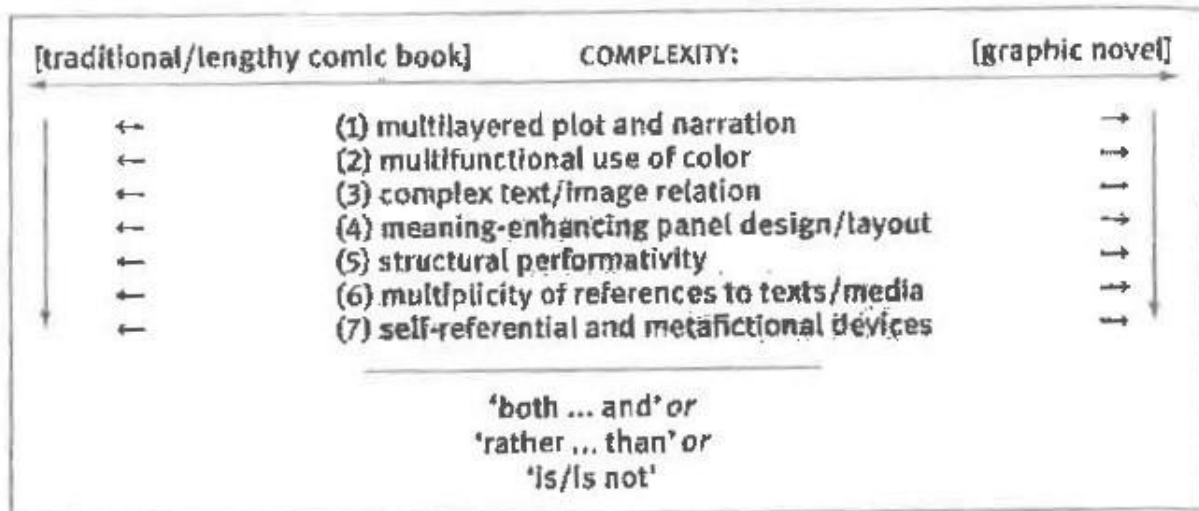 [traditional/lengthy comic book] COMPLEXITY: [graphic novel]
← (1) multilayered plot and narration →
← (2) multifunctional use of color →
← (3) complex text/image relation →
← (4) meaning-enhancing panel design/layout →
← (5) structural performativity →
← (6) multiplicity of references to texts/media →
← (7) self-referential and metafictional devices →
‘both ... and’ or
‘rather ... than’ or
‘is/is not’